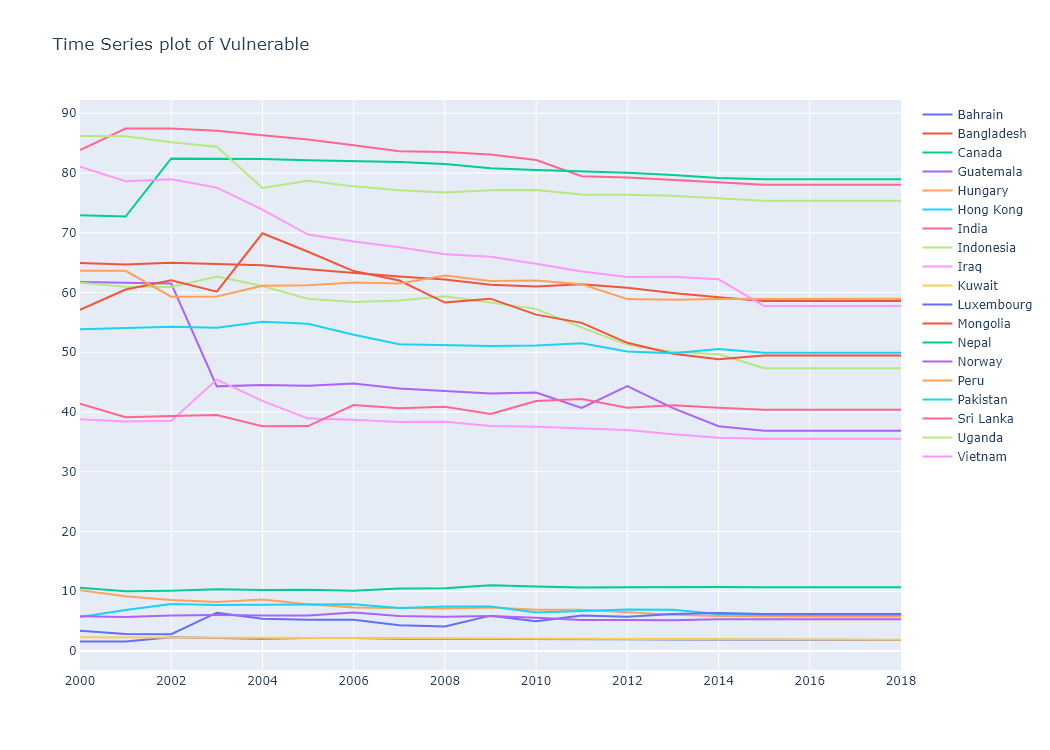 Time Series plot of Vulnerable
90
80
70
60
50
40
30
20
10
0
2000
2002
2004
2006
2008
2010
2012
2014
2016
2018
Bahrain
Bangladesh
Canada
Guatemala
Hungary
Hong Kong
India
Indonesia
Iraq
Kuwait
Luxembourg
Mongolia
Nepal
Norway
Peru
Pakistan
Sri Lanka
Uganda
Vietnam